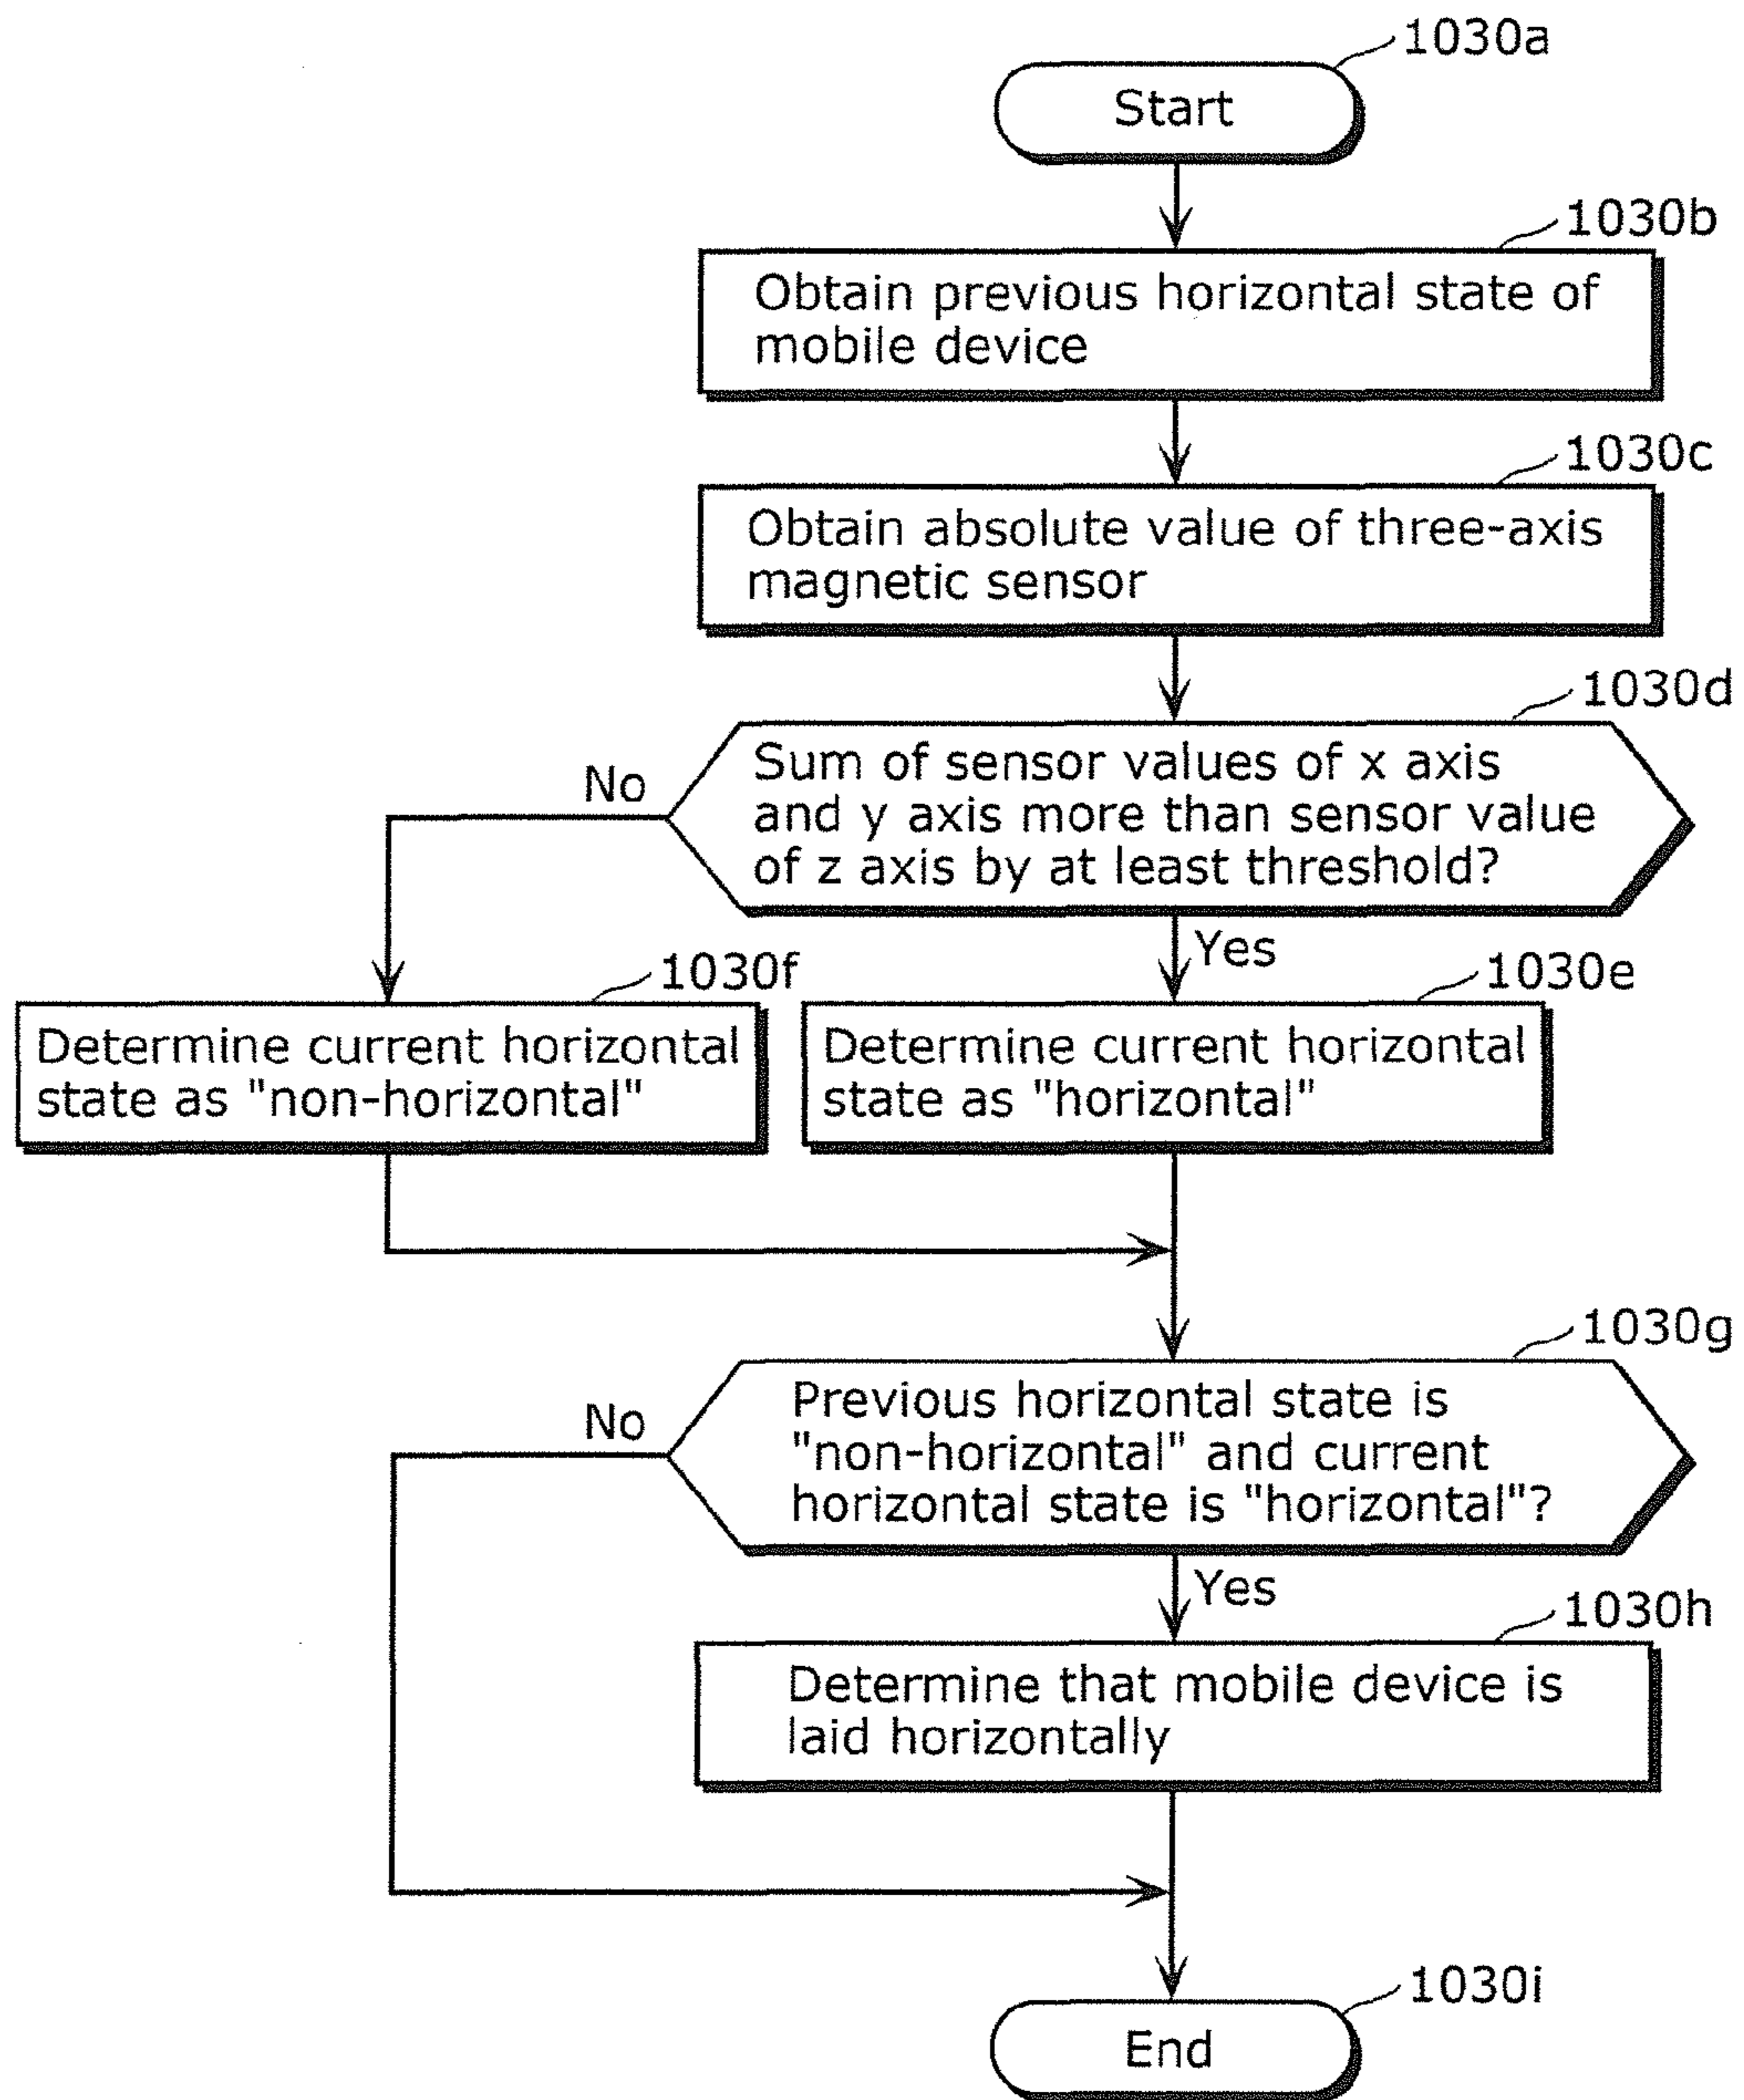 1030a
Start
1030b
Obtain previous horizontal state of
mobile device
1030c
Obtain absolute value of three-axis
magnetic sensor
1030d
Sum of sensor values of x axis
and y axis more than sensor value
of z axis by at least threshold?
No
Yes
1030f
Determine current horizontal
state as "non-horizontal"
1030e
Determine current horizontal
state as "horizontal"
1030g
Previous horizontal state is
"non-horizontal" and current
horizontal state is "horizontal"?
No
Yes
1030h
Determine that mobile device is
laid horizontally
1030i
End